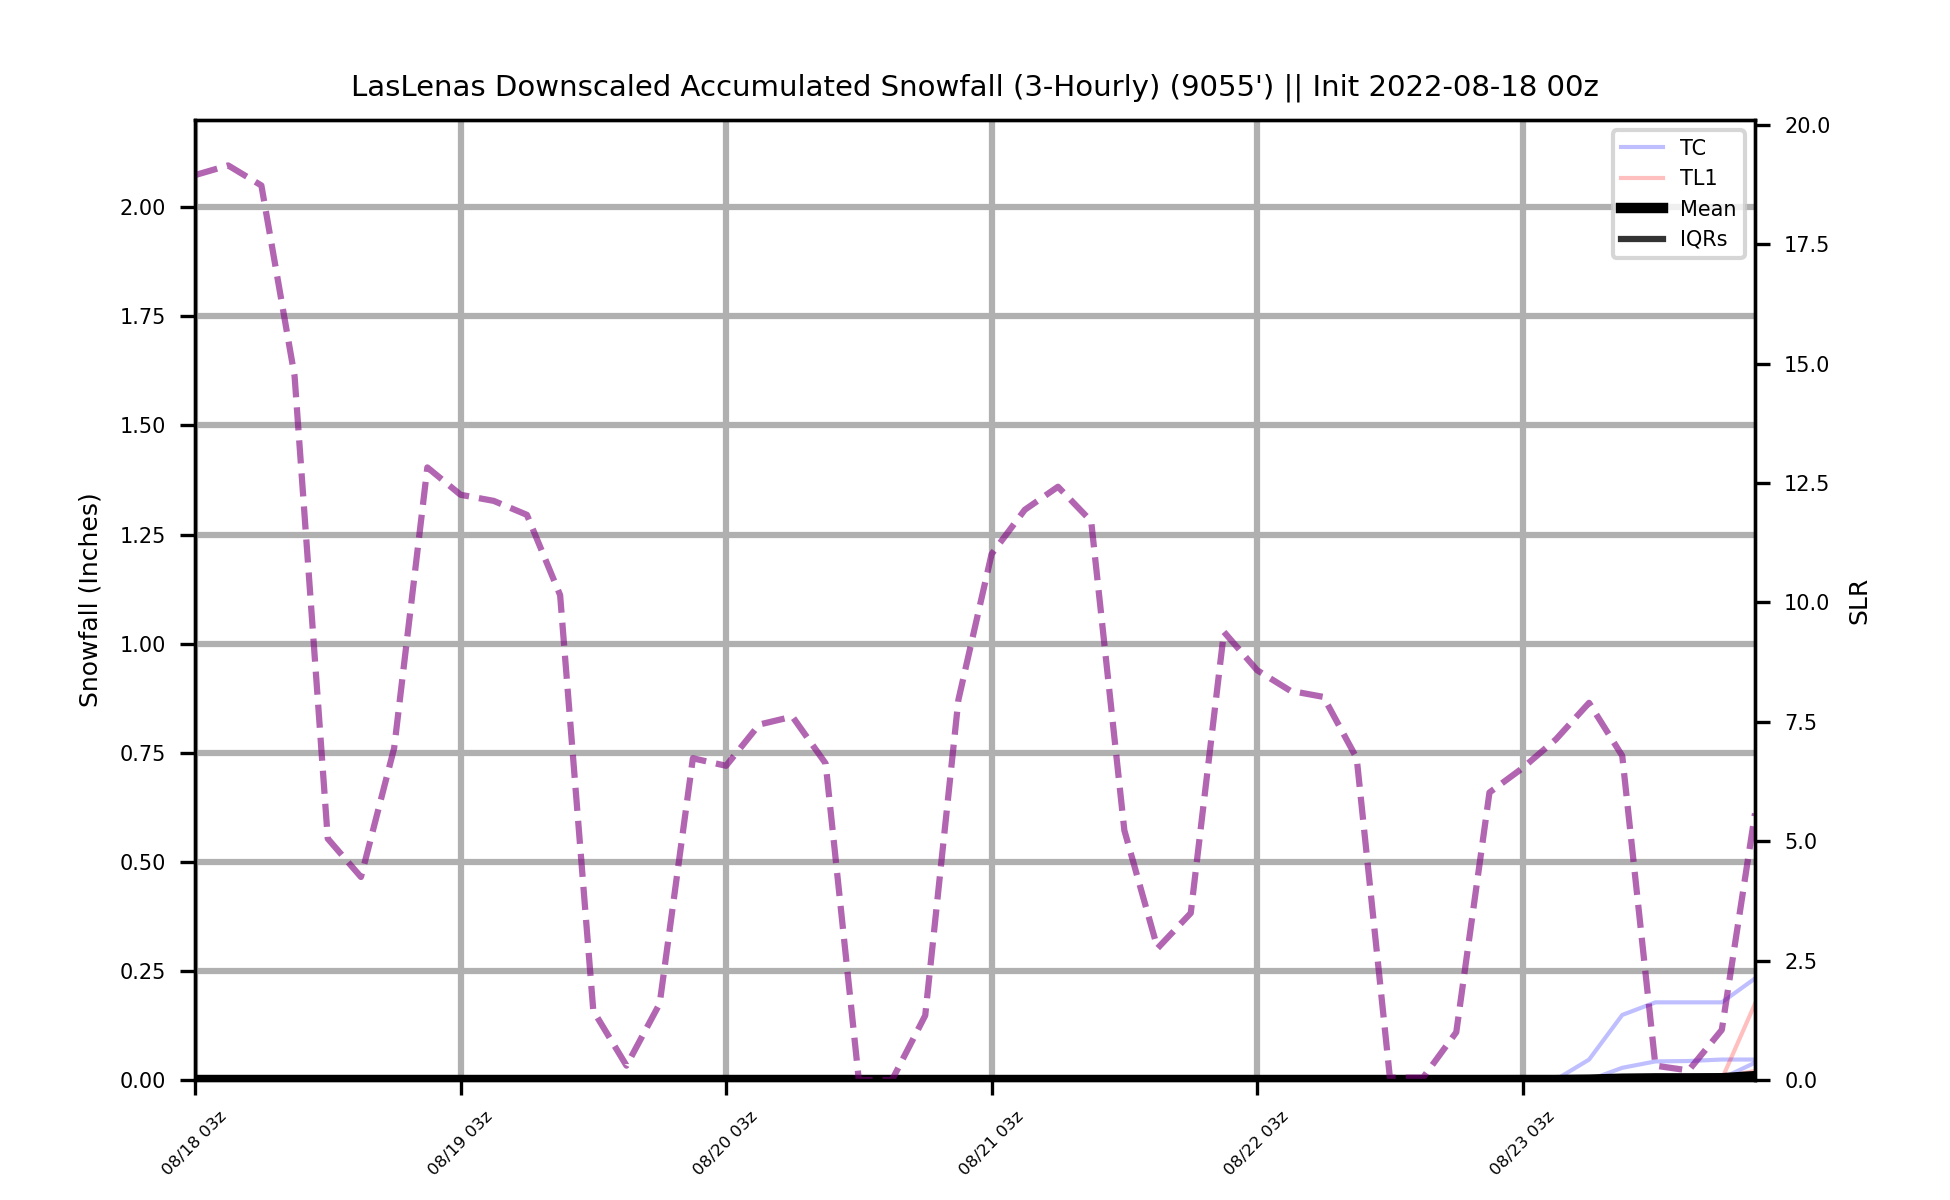 LasLenas Downscaled Accumulated Snowfall (3-Hourly) (9055') || Init 2022-08-18 00z
TC
TL1
Mean
IQRs
Snowfall (Inches)
2.00
1.75
1.50
1.25
1.00
0.75
0.50
0.25
0.00
20.0
17.5
15.0
12.5
10.0
7.5
5.0
2.5
0.0
SLR
08/18 03z
08/19 03z
08/20 03z
08/21 03z
08/22 03z
08/23 03z